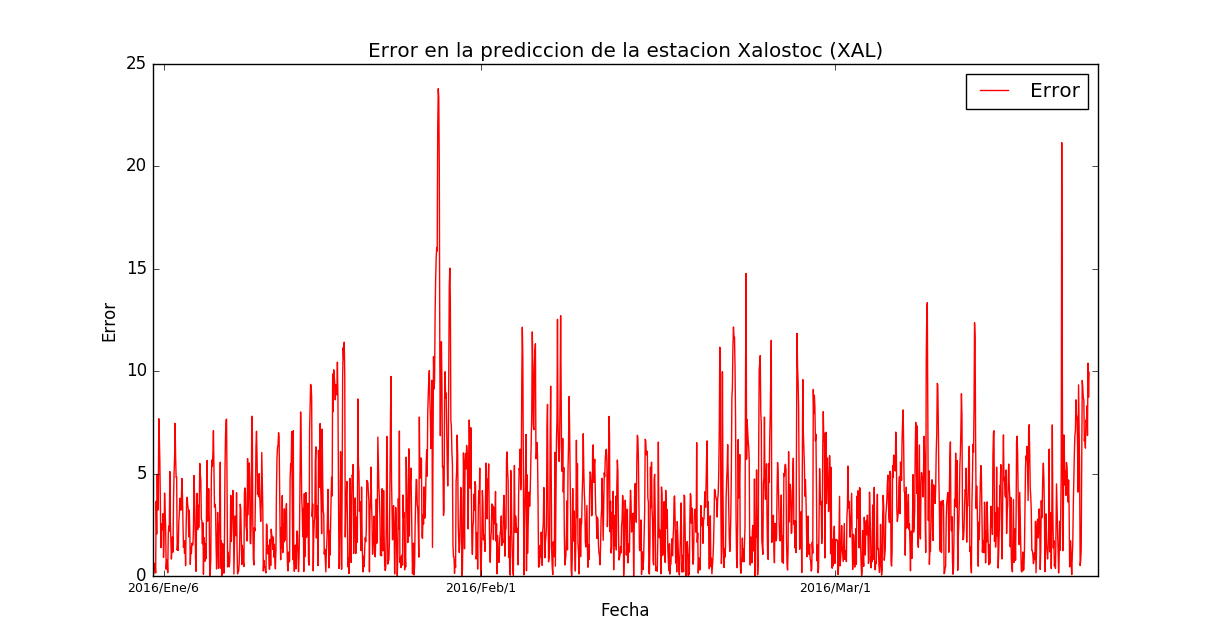 Error en la prediccion de la estacion Xalostoc (XAL)
25
20
15
10
5
0
Error
Error
2016/Ene/6
2016/Feb/1
2016/Mar/1
Fecha